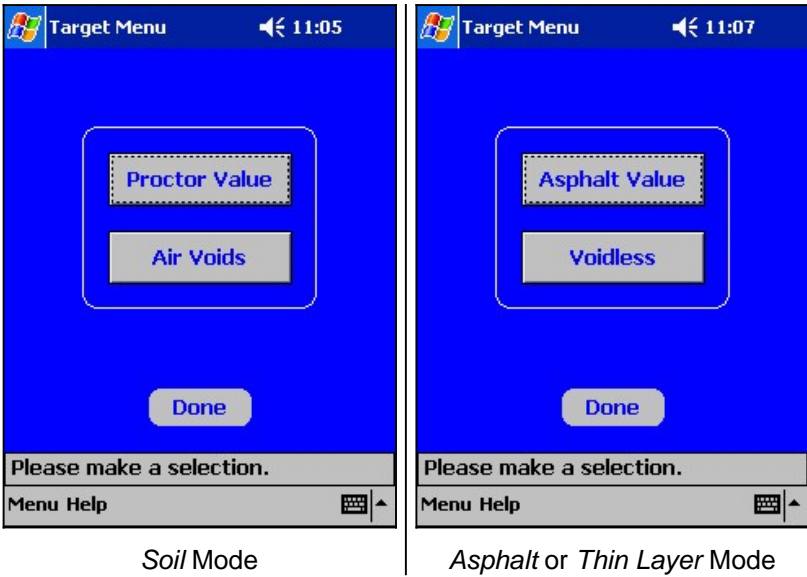 Target Menu 11:05
Proctor Value
Air Voids
Done
Please make a selection.
Menu Help
Soil Mode
Target Menu 11:07
Asphalt Value
Voidless
Done
Please make a selection.
Menu Help
Asphalt or Thin Layer Mode